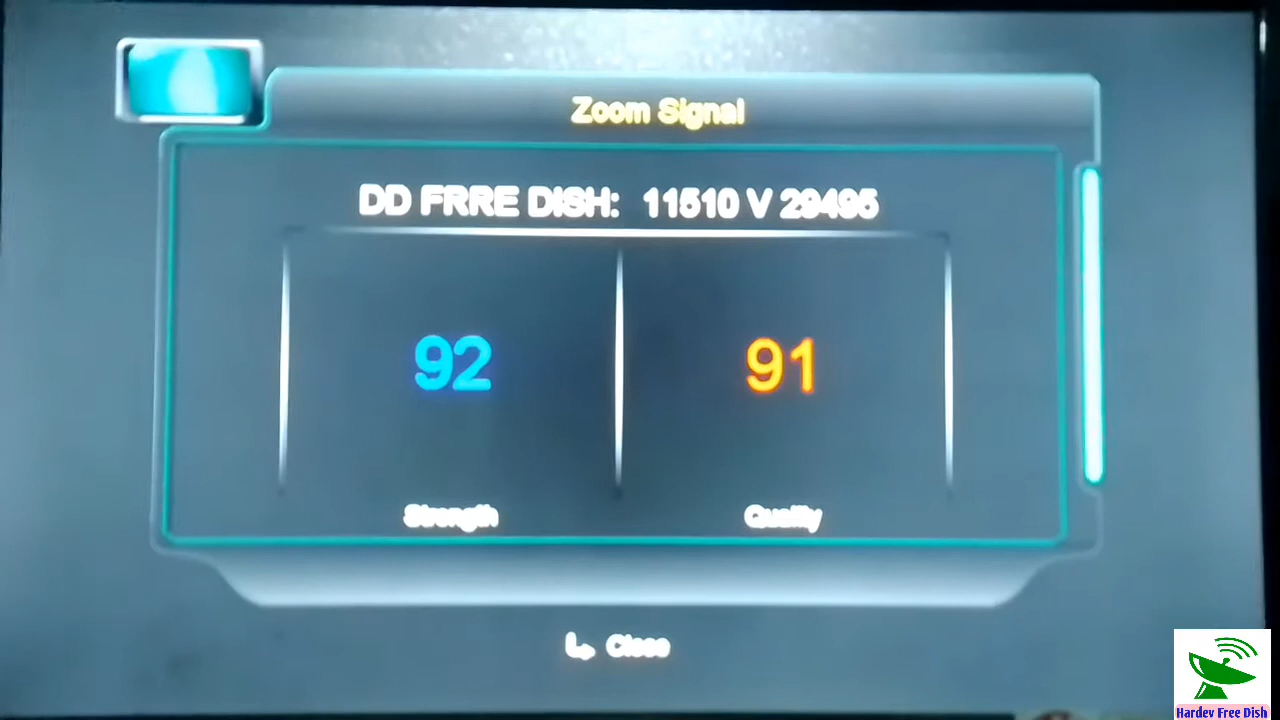 Zoom Signal
DD FRRE DISH: 11510 V 29495
92
91
Strength
Quality
Close
Hardev Free Dish